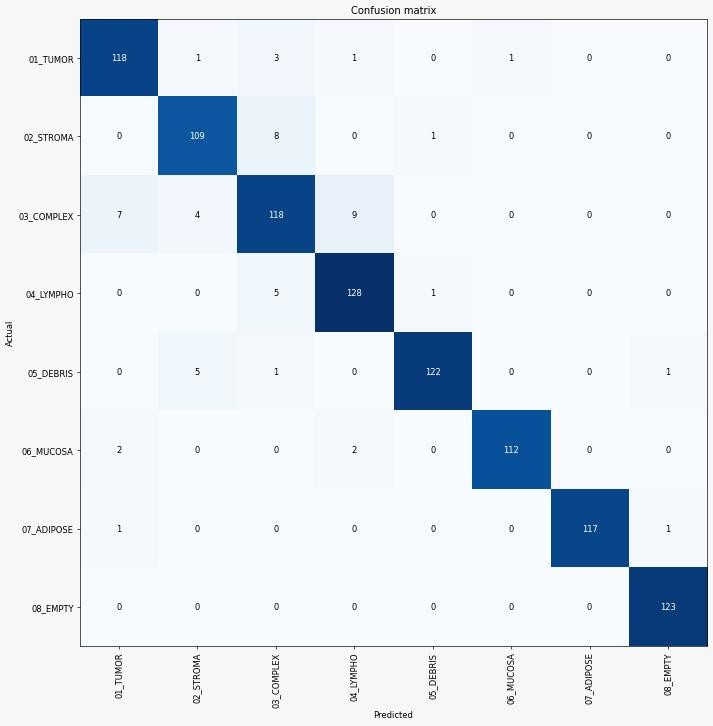 Confusion matrix
01_TUMOR 118 1 3 1 0 1 0 0
02_STROMA 0 109 8 0 1 0 0 0
03_COMPLEX 7 4 118 9 0 0 0 0
04_LYMPHO 0 0 5 128 1 0 0 0
Actual
05_DEBRIS 0 5 1 0 122 0 0 1
06_MUCOSA 2 0 0 2 0 112 0 0
07_ADIPOSE 1 0 0 0 0 0 117 1
08_EMPTY 0 0 0 0 0 0 0 123
01_TUMOR 02_STROMA 03_COMPLEX 04_LYMPHO 05_DEBRIS 06_MUCOSA 07_ADIPOSE 08_EMPTY
Predicted